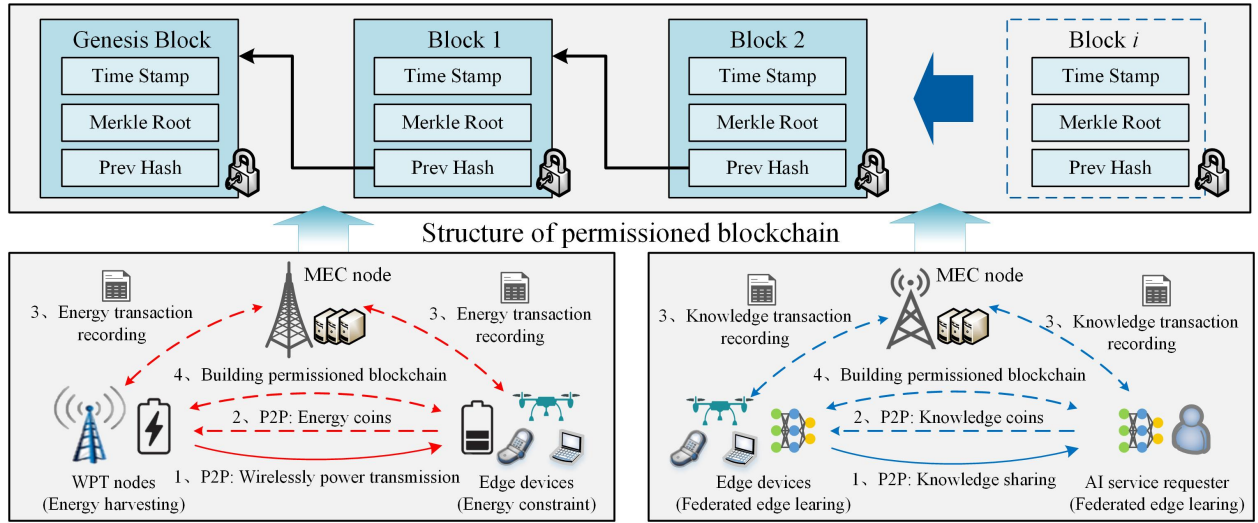 Genesis Block
Time Stamp
Merkle Root
Prev Hash
Block 1
Time Stamp
Merkle Root
Prev Hash
Block 2
Time Stamp
Merkle Root
Prev Hash
Block i
Time Stamp
Merkle Root
Prev Hash
Structure of permissioned blockchain
MEC node
3、Energy transaction
recording
3、Energy transaction
recording
4、Building permissioned blockchain
2、P2P: Energy coins
1、P2P: Wirelessly power transmission
WPT nodes
(Energy harvesting)
Edge devices
(Energy constraint)
MEC node
3、Knowledge transaction
recording
3、Knowledge transaction
recording
4、Building permissioned blockchain
2、P2P: Knowledge coins
1、P2P: Knowledge sharing
Edge devices
(Federated edge learing)
AI service requester
(Federated edge learing)